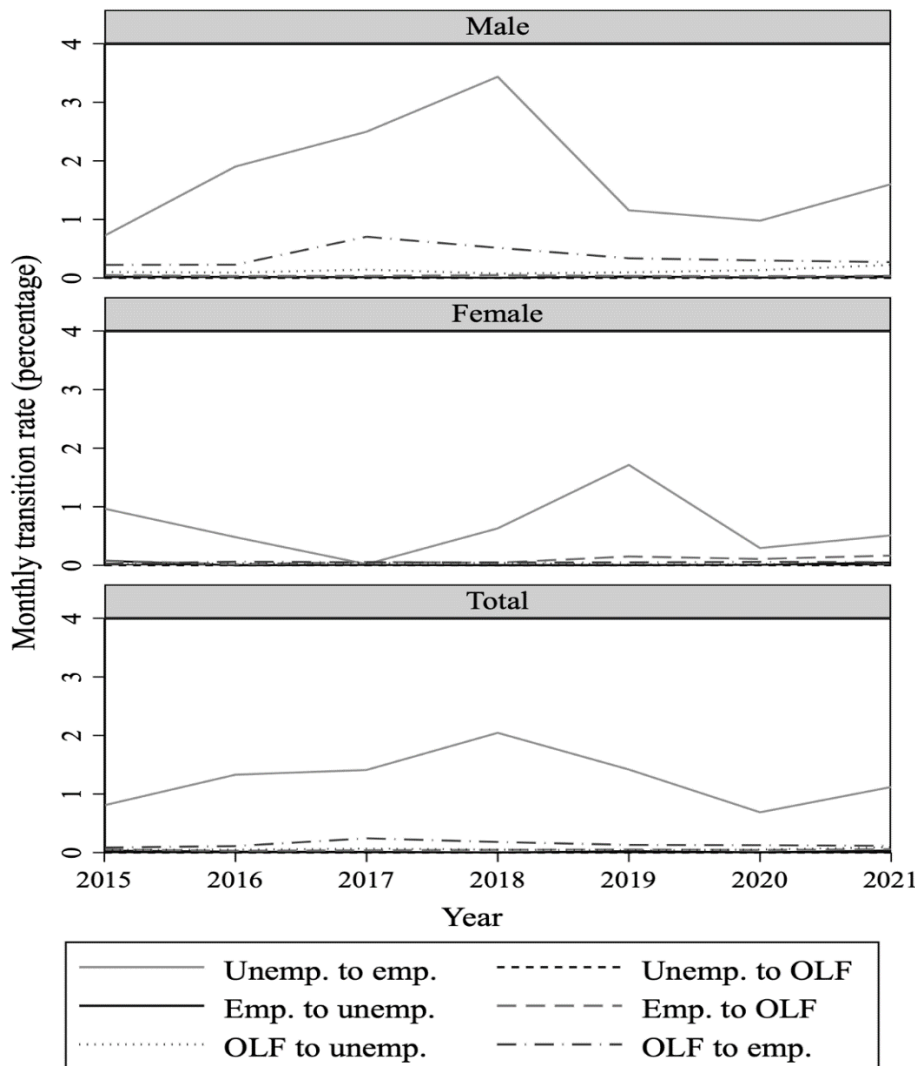 Male
4
3
2
1
0
Female
4
3
2
1
0
Total
4
3
2
1
0
Monthly transition rate (percentage)
2015 2016 2017 2018 2019 2020 2021
Year
Unemp. to emp. Unemp. to OLF
Emp. to unemp. Emp. to OLF
OLF to unemp. OLF to emp.